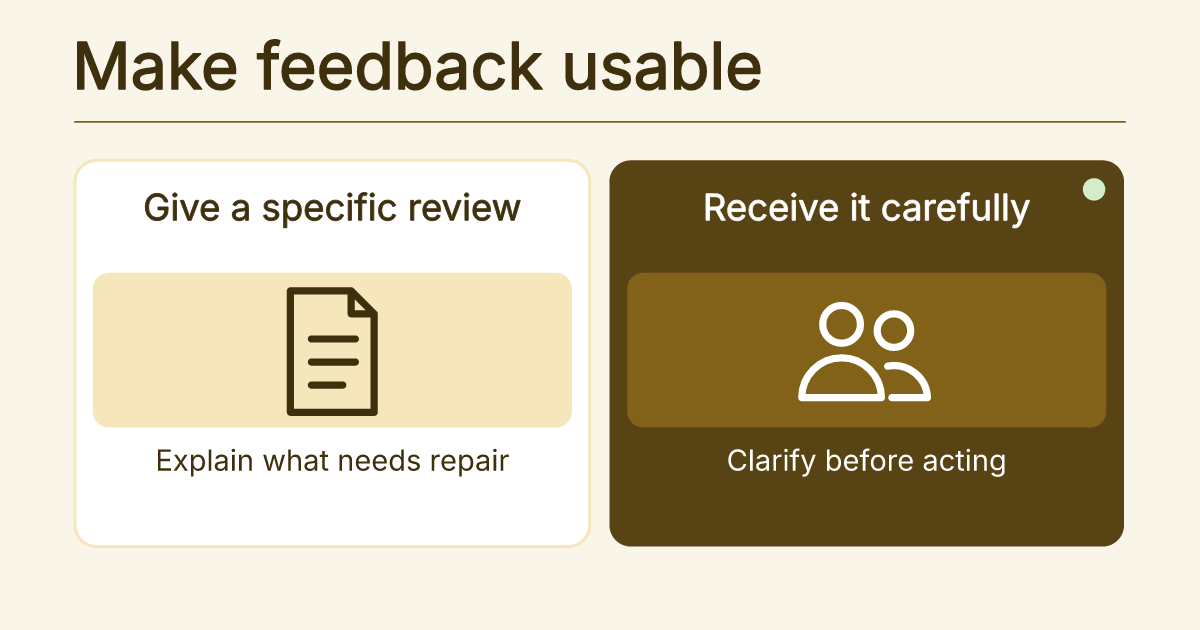 Make feedback usable
Give a specific review
Explain what needs repair
Receive it carefully
Clarify before acting